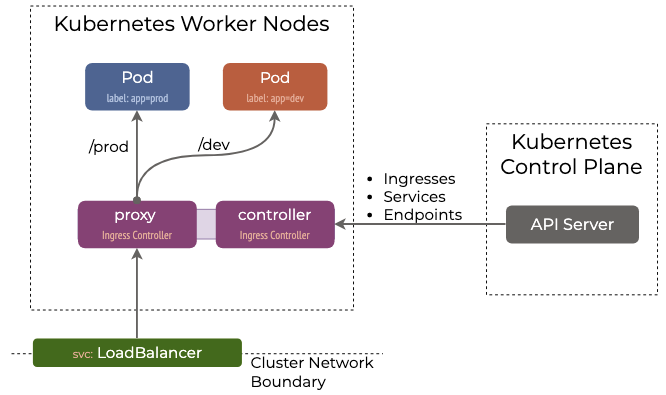 Kubernetes Worker Nodes
Pod
label: app=prod
Pod
label: app=dev
/prod
/dev
proxy
Ingress Controller
controller
Ingress Controller
• Ingresses
• Services
• Endpoints
Kubernetes
Control Plane
API Server
svc: LoadBalancer
Cluster Network
Boundary